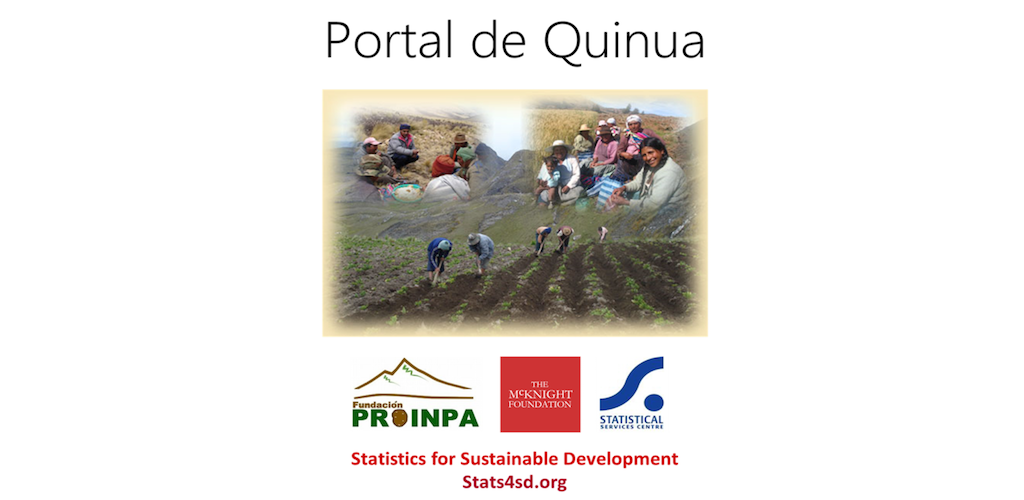 Portal de Quinua
Fundación
PROINPA
THE
McKNIGHT
FOUNDATION
STATISTICAL
SERVICES CENTRE
Statistics for Sustainable Development
Stats4sd.org